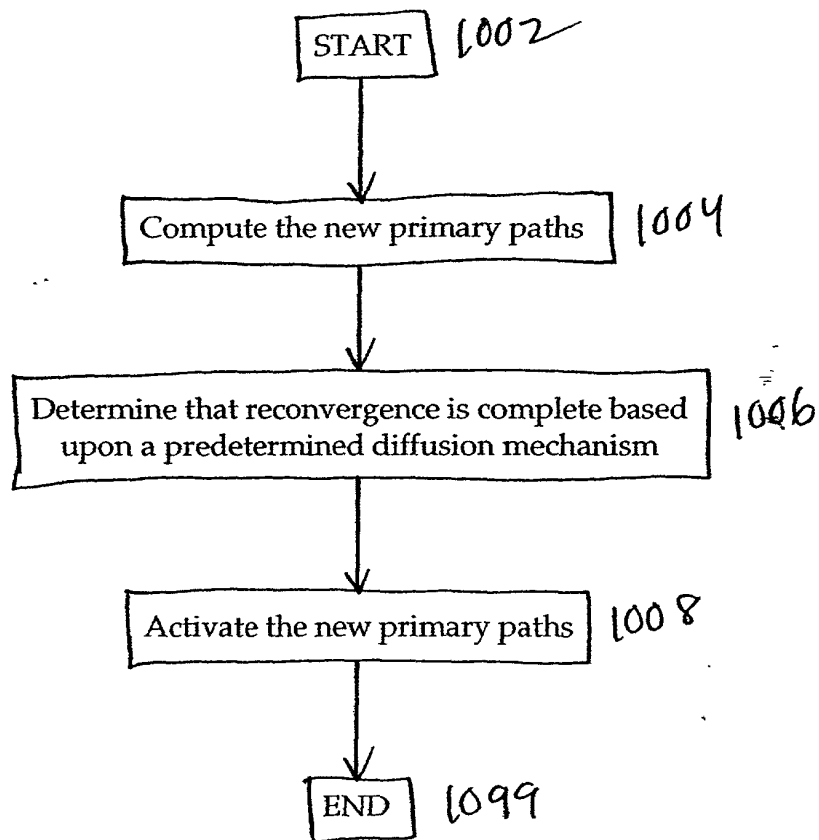 START 1002
Compute the new primary paths 1004
Determine that reconvergence is complete based
upon a predetermined diffusion mechanism 1006
Activate the new primary paths 1008
END 1099